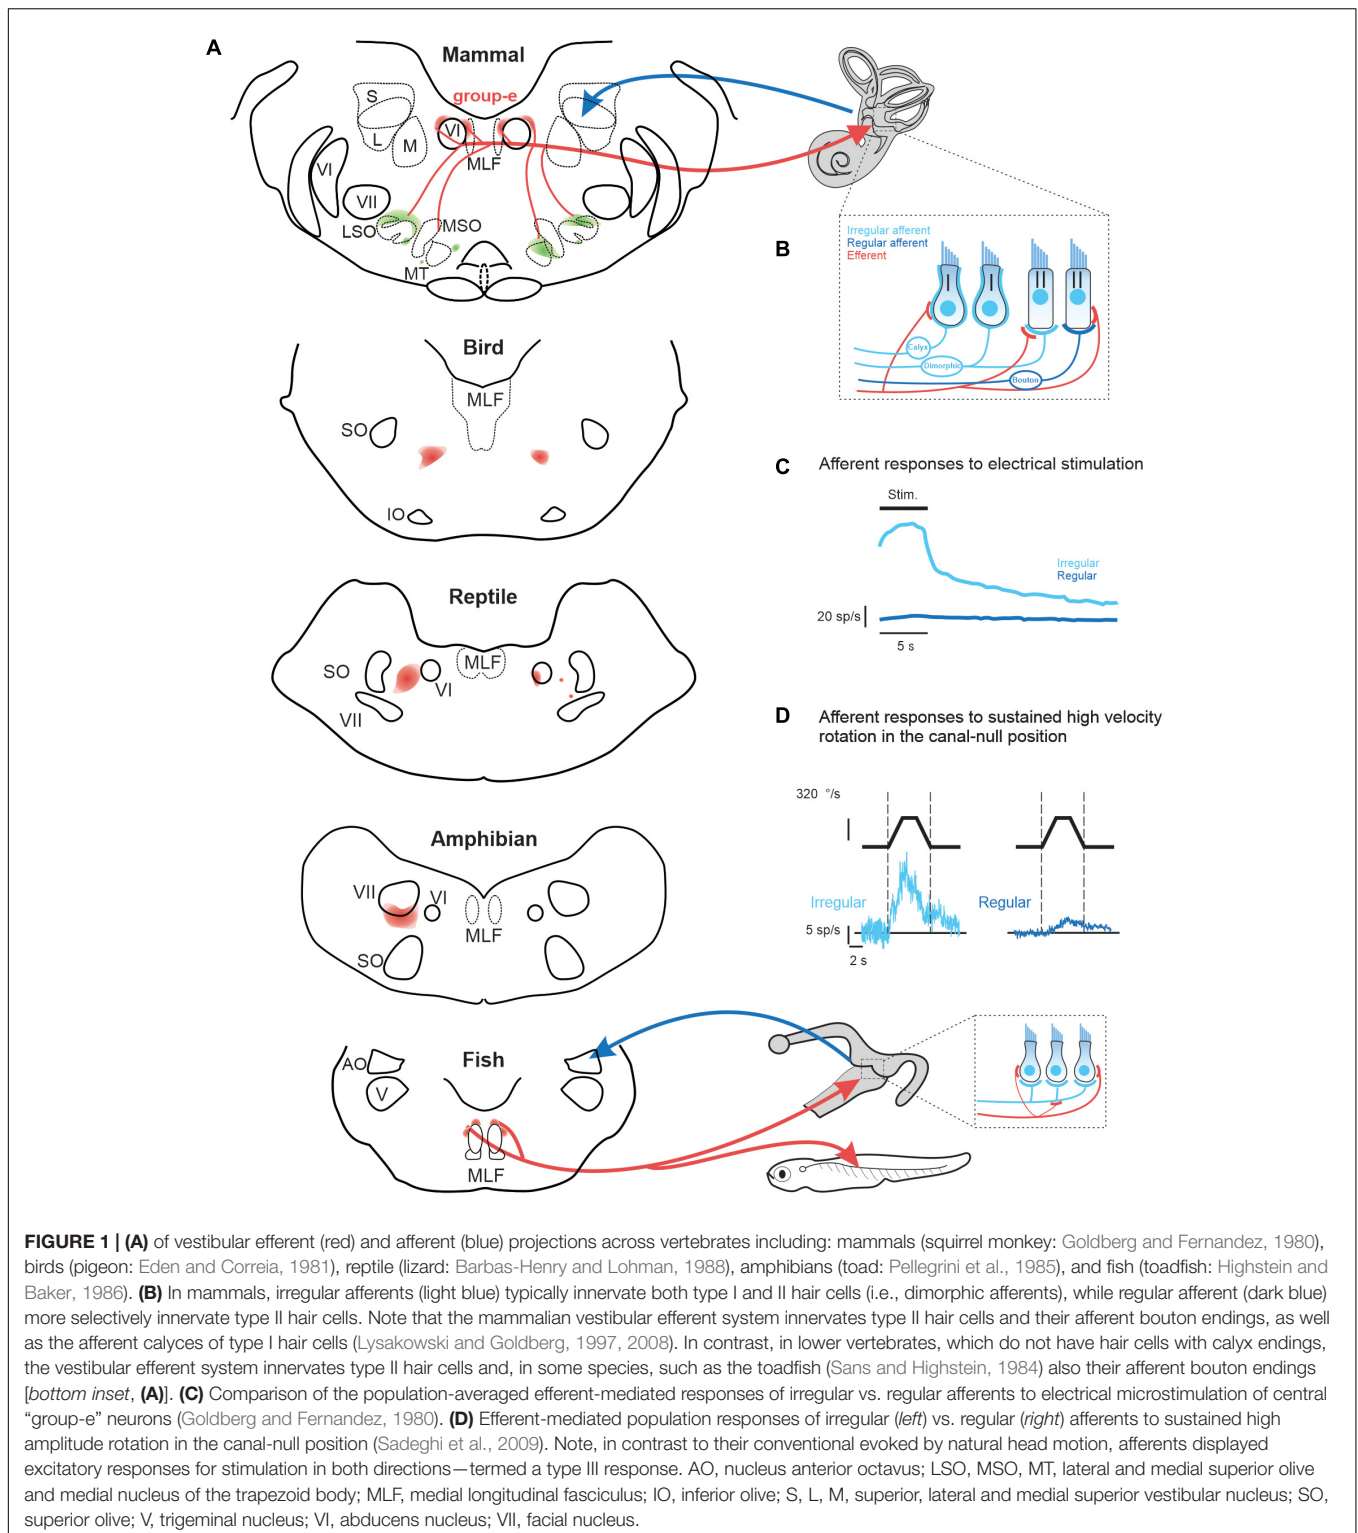 A
Mammal
group-e
S
L
M
VI
MLF
VI
VII
LSO
MSO
MT
B
Irregular afferent
Regular afferent
Efferent
I
I
II
II
Calyx
Dimorphic
Bouton
Bird
MLF
SO
IO
C
Afferent responses to electrical stimulation
Stim.
Irregular
Regular
20 sp/s
5 s
Reptile
MLF
SO
VI
VII
D
Afferent responses to sustained high velocity
rotation in the canal-null position
320 °/s
Irregular
Regular
5 sp/s
2 s
Amphibian
VII
VI
MLF
SO
Fish
AO
V
MLF
FIGURE 1 | (A) of vestibular efferent (red) and afferent (blue) projections across vertebrates including: mammals (squirrel monkey: Goldberg and Fernandez, 1980),
birds (pigeon: Eden and Correia, 1981), reptile (lizard: Barbas-Henry and Lohman, 1988), amphibians (toad: Pellegrini et al., 1985), and fish (toadfish: Highstein and
Baker, 1986). (B) In mammals, irregular afferents (light blue) typically innervate both type I and II hair cells (i.e., dimorphic afferents), while regular afferent (dark blue)
more selectively innervate type II hair cells. Note that the mammalian vestibular efferent system innervates type II hair cells and their afferent bouton endings, as well
as the afferent calyces of type I hair cells (Lysakowski and Goldberg, 1997, 2008). In contrast, in lower vertebrates, which do not have hair cells with calyx endings,
the vestibular efferent system innervates type II hair cells and, in some species, such as the toadfish (Sans and Highstein, 1984) also their afferent bouton endings
[bottom inset, (A)]. (C) Comparison of the population-averaged efferent-mediated responses of irregular vs. regular afferents to electrical microstimulation of central
“group-e” neurons (Goldberg and Fernandez, 1980). (D) Efferent-mediated population responses of irregular (left) vs. regular (right) afferents to sustained high
amplitude rotation in the canal-null position (Sadeghi et al., 2009). Note, in contrast to their conventional evoked by natural head motion, afferents displayed
excitatory responses for stimulation in both directions—termed a type III response. AO, nucleus anterior octavus; LSO, MSO, MT, lateral and medial superior olive
and medial nucleus of the trapezoid body; MLF, medial longitudinal fasciculus; IO, inferior olive; S, L, M, superior, lateral and medial superior vestibular nucleus; SO,
superior olive; V, trigeminal nucleus; VI, abducens nucleus; VII, facial nucleus.